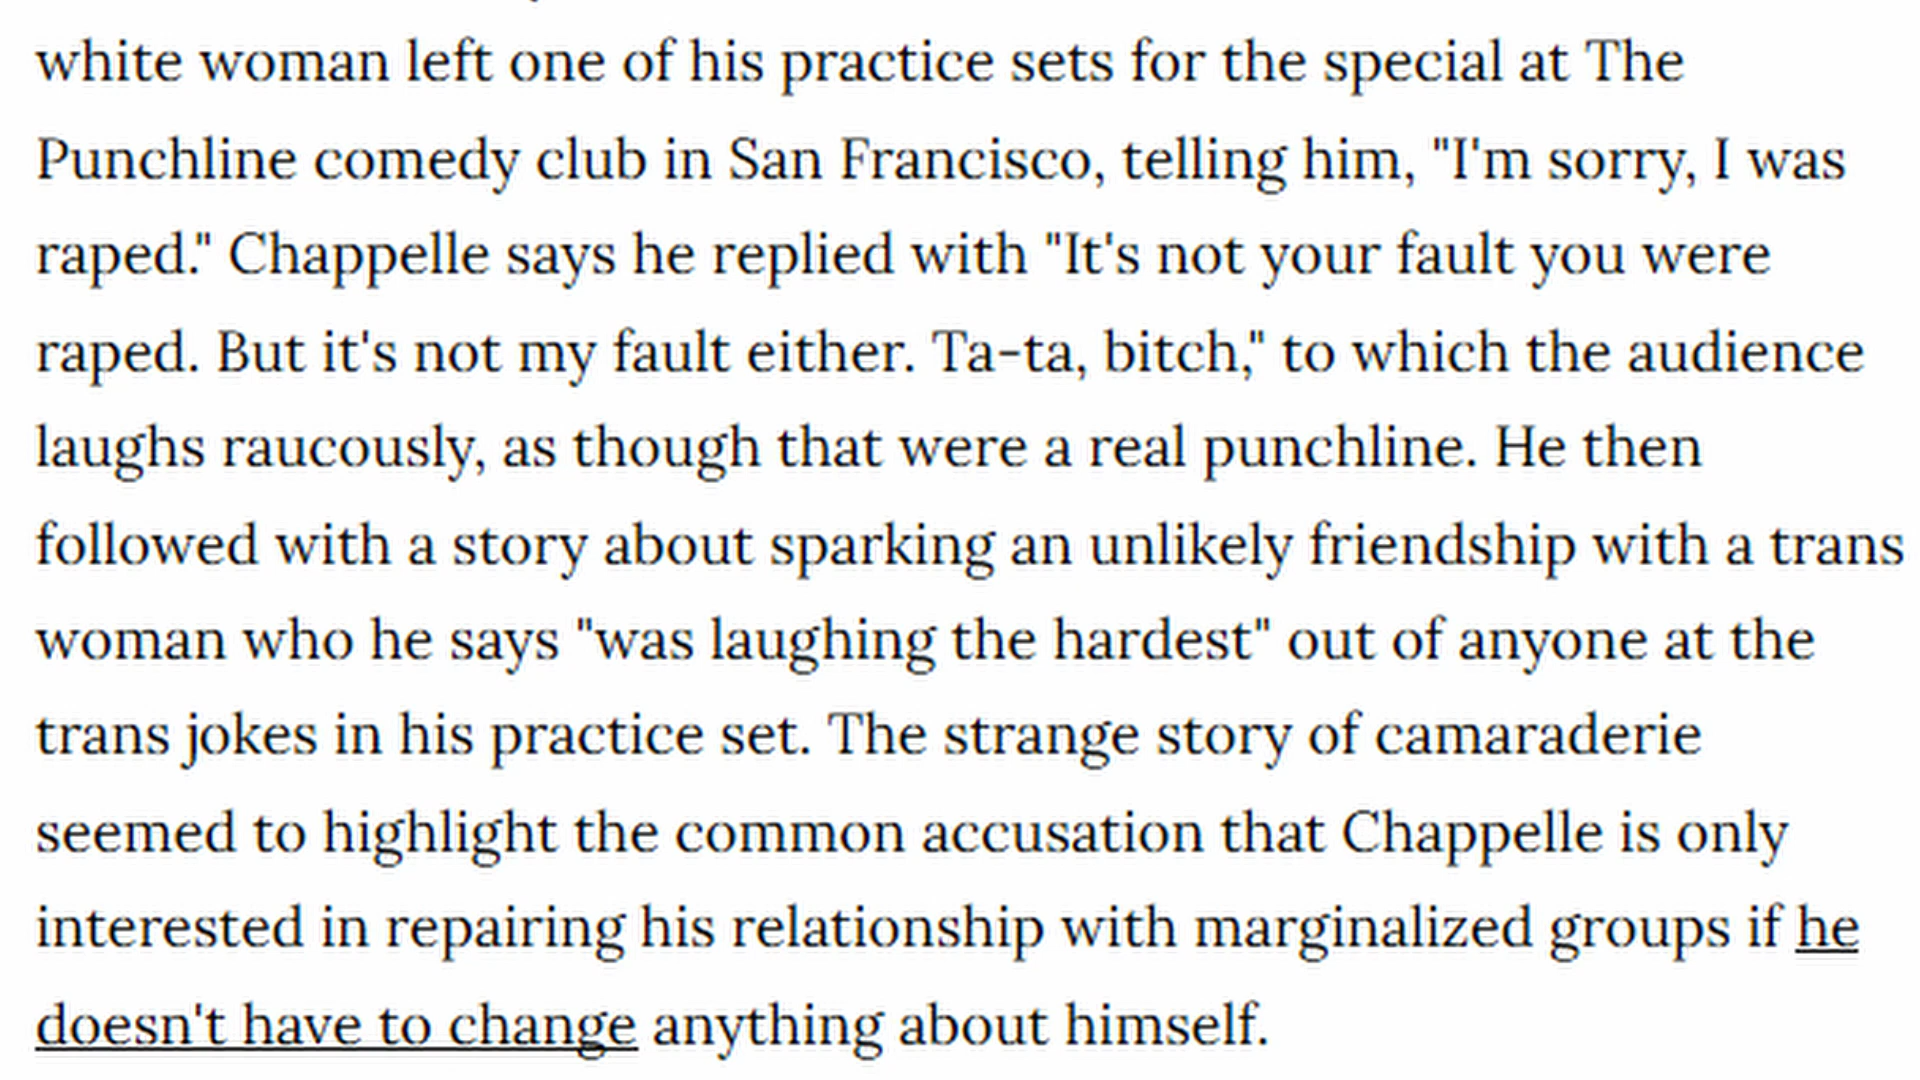 white woman left one of his practice sets for the special at The
Punchline comedy club in San Francisco, telling him, "I'm sorry, I was
raped." Chappelle says he replied with "It's not your fault you were
raped. But it's not my fault either. Ta-ta, bitch," to which the audience
laughs raucously, as though that were a real punchline. He then
followed with a story about sparking an unlikely friendship with a trans
woman who he says "was laughing the hardest" out of anyone at the
trans jokes in his practice set. The strange story of camaraderie
seemed to highlight the common accusation that Chappelle is only
interested in repairing his relationship with marginalized groups if he
doesn't have to change anything about himself.